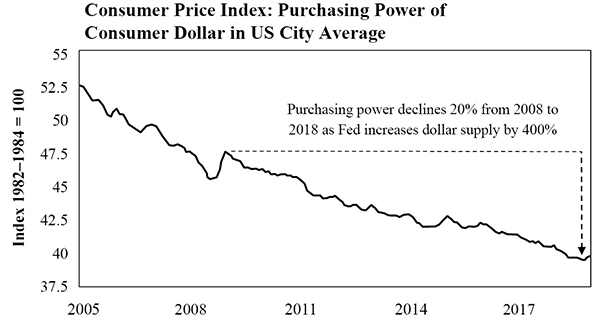 Consumer Price Index: Purchasing Power of
Consumer Dollar in US City Average
55
52.5
50
47.5
45
42.5
40
37.5
Index 1982–1984 = 100
Purchasing power declines 20% from 2008 to
2018 as Fed increases dollar supply by 400%
2005
2008
2011
2014
2017